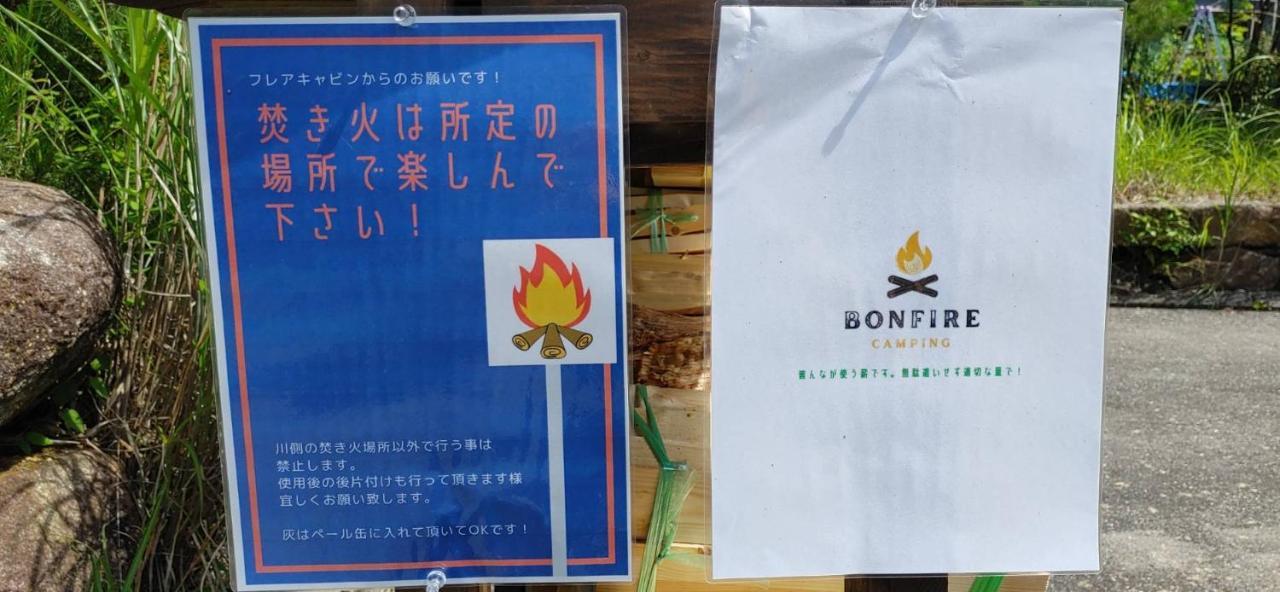 フレアキャビンからのお願いです！
焚き火は所定の
場所で楽しんで
下さい！
川側の焚き火場所以外で行う事は
禁止します。
使用後の後片付けも行って頂きます様
宜しくお願い致します。
灰はペール缶に入れて頂いてOKです！
BONFIRE
CAMPING
皆んなが使う薪です。無駄遣いせず適切な量で！